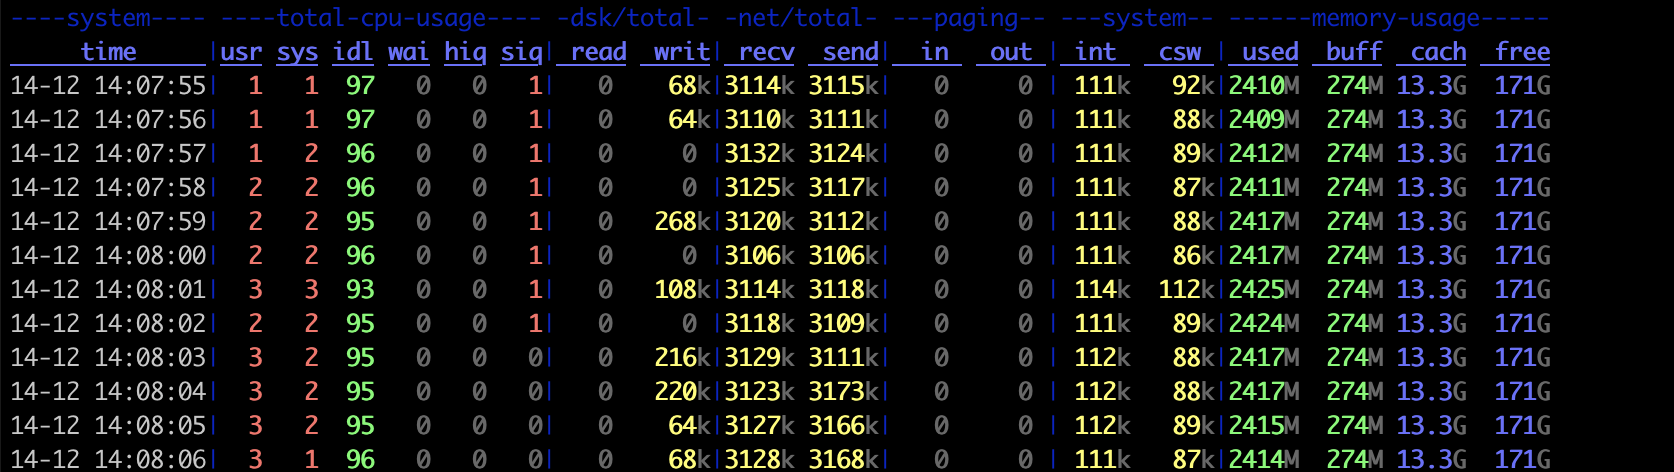 ----system---- ----total-cpu-usage---- -dsk/total- -net/total- ---paging-- ---system-- ------memory-usage-----
     time     |usr sys idl wai hiq siq| read  writ| recv  send|  in   out | int   csw | used  buff  cach  free
14-12 14:07:55|  1   1  97   0   0   1|   0    68k|3114k 3115k|   0     0 | 111k   92k|2410M  274M 13.3G  171G
14-12 14:07:56|  1   1  97   0   0   1|   0    64k|3110k 3111k|   0     0 | 111k   88k|2409M  274M 13.3G  171G
14-12 14:07:57|  1   2  96   0   0   1|   0     0 |3132k 3124k|   0     0 | 111k   89k|2412M  274M 13.3G  171G
14-12 14:07:58|  2   2  96   0   0   1|   0     0 |3125k 3117k|   0     0 | 111k   87k|2411M  274M 13.3G  171G
14-12 14:07:59|  2   2  95   0   0   1|   0   268k|3120k 3112k|   0     0 | 111k   88k|2417M  274M 13.3G  171G
14-12 14:08:00|  2   2  96   0   0   1|   0     0 |3106k 3106k|   0     0 | 111k   86k|2417M  274M 13.3G  171G
14-12 14:08:01|  3   3  93   0   0   1|   0   108k|3114k 3118k|   0     0 | 114k  112k|2425M  274M 13.3G  171G
14-12 14:08:02|  2   2  95   0   0   1|   0     0 |3118k 3109k|   0     0 | 111k   89k|2424M  274M 13.3G  171G
14-12 14:08:03|  3   2  95   0   0   0|   0   216k|3129k 3111k|   0     0 | 112k   88k|2417M  274M 13.3G  171G
14-12 14:08:04|  3   2  95   0   0   0|   0   220k|3123k 3173k|   0     0 | 112k   88k|2417M  274M 13.3G  171G
14-12 14:08:05|  3   2  95   0   0   0|   0    64k|3127k 3166k|   0     0 | 112k   89k|2415M  274M 13.3G  171G
14-12 14:08:06|  3   1  96   0   0   0|   0    68k|3128k 3168k|   0     0 | 112k   87k|2414M  274M 13.3G  171G